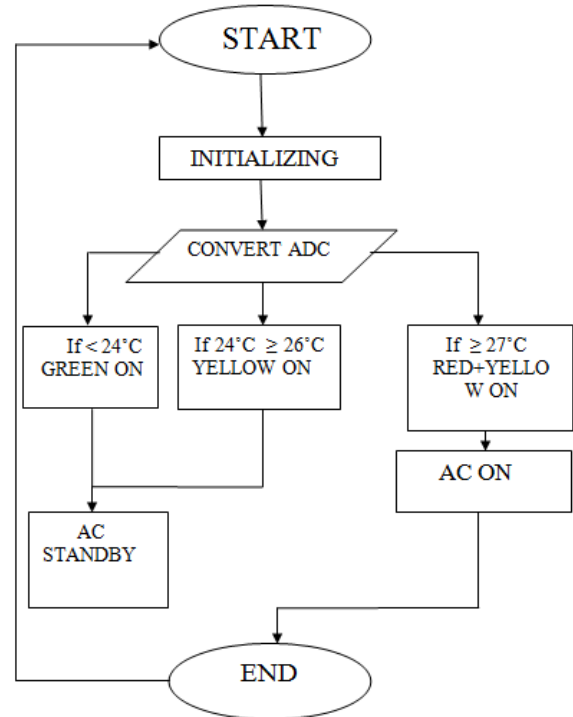 START
INITIALIZING
CONVERT ADC
If < 24˚C
GREEN ON
If 24˚C ≥ 26˚C
YELLOW ON
If ≥ 27˚C
RED+YELLO
W ON
AC ON
AC
STANDBY
END